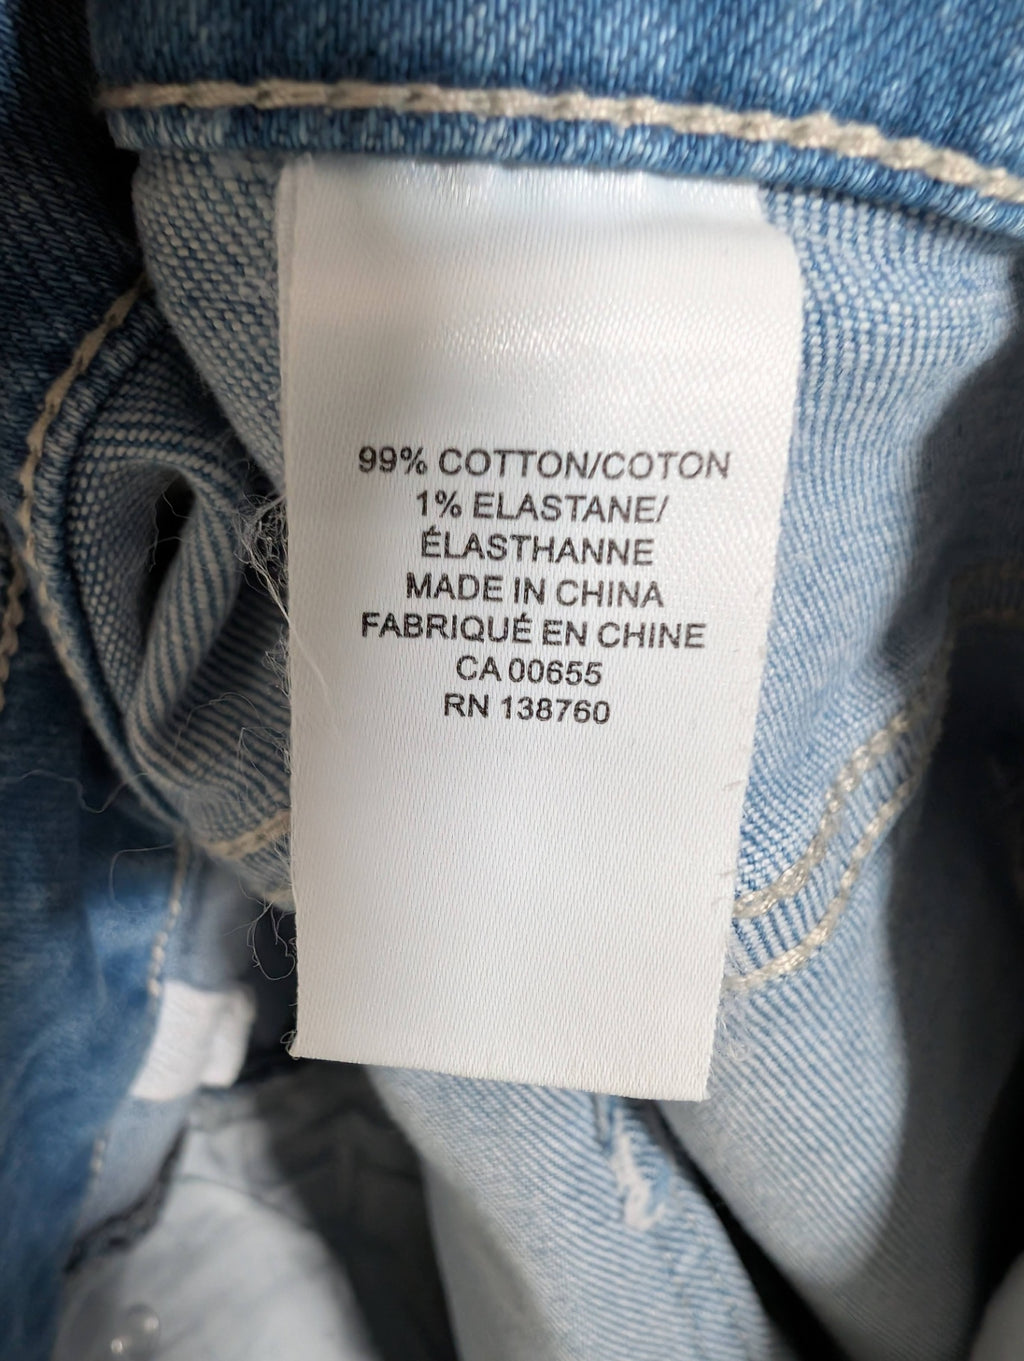 99% COTTON/COTON
1% ELASTANE/
ÉLASTHANNE
MADE IN CHINA
FABRIQUÉ EN CHINE
CA 00655
RN 138760